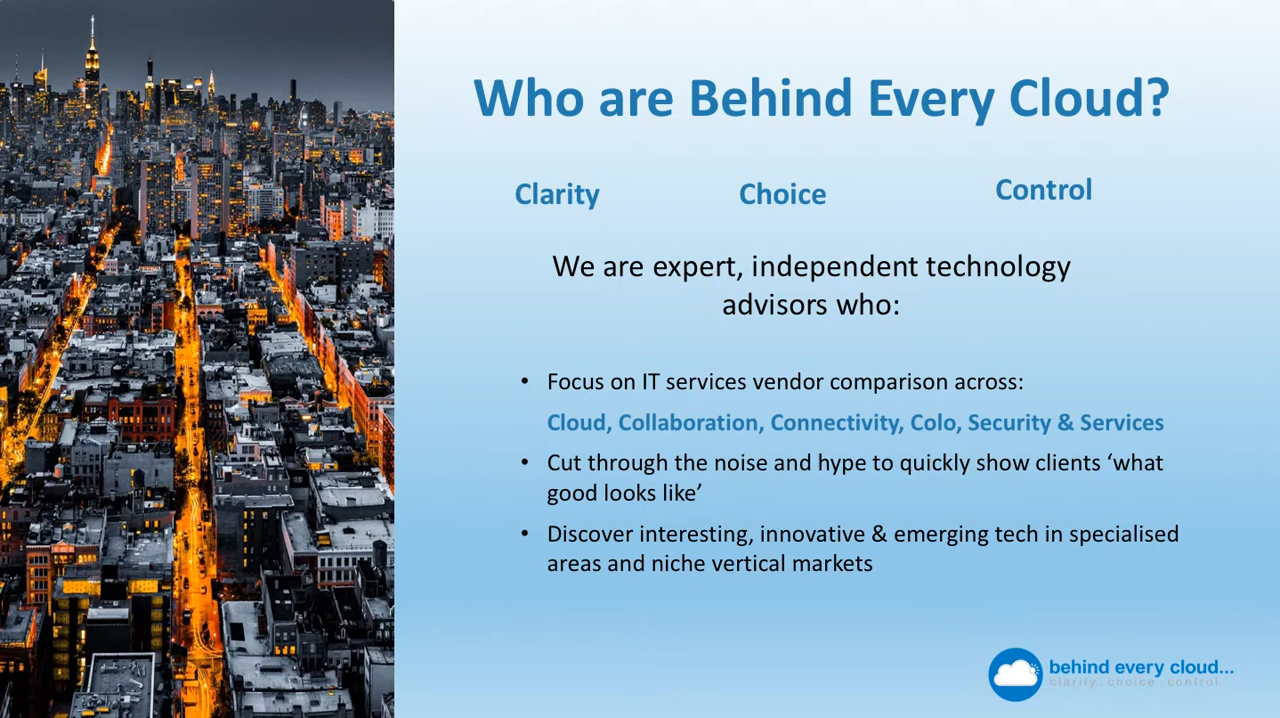 Who are Behind Every Cloud?
Clarity Choice Control
We are expert, independent technology
advisors who:
• Focus on IT services vendor comparison across:
Cloud, Collaboration, Connectivity, Colo, Security & Services
• Cut through the noise and hype to quickly show clients ‘what
good looks like’
• Discover interesting, innovative & emerging tech in specialised
areas and niche vertical markets
behind every cloud...
clarity . choice . control